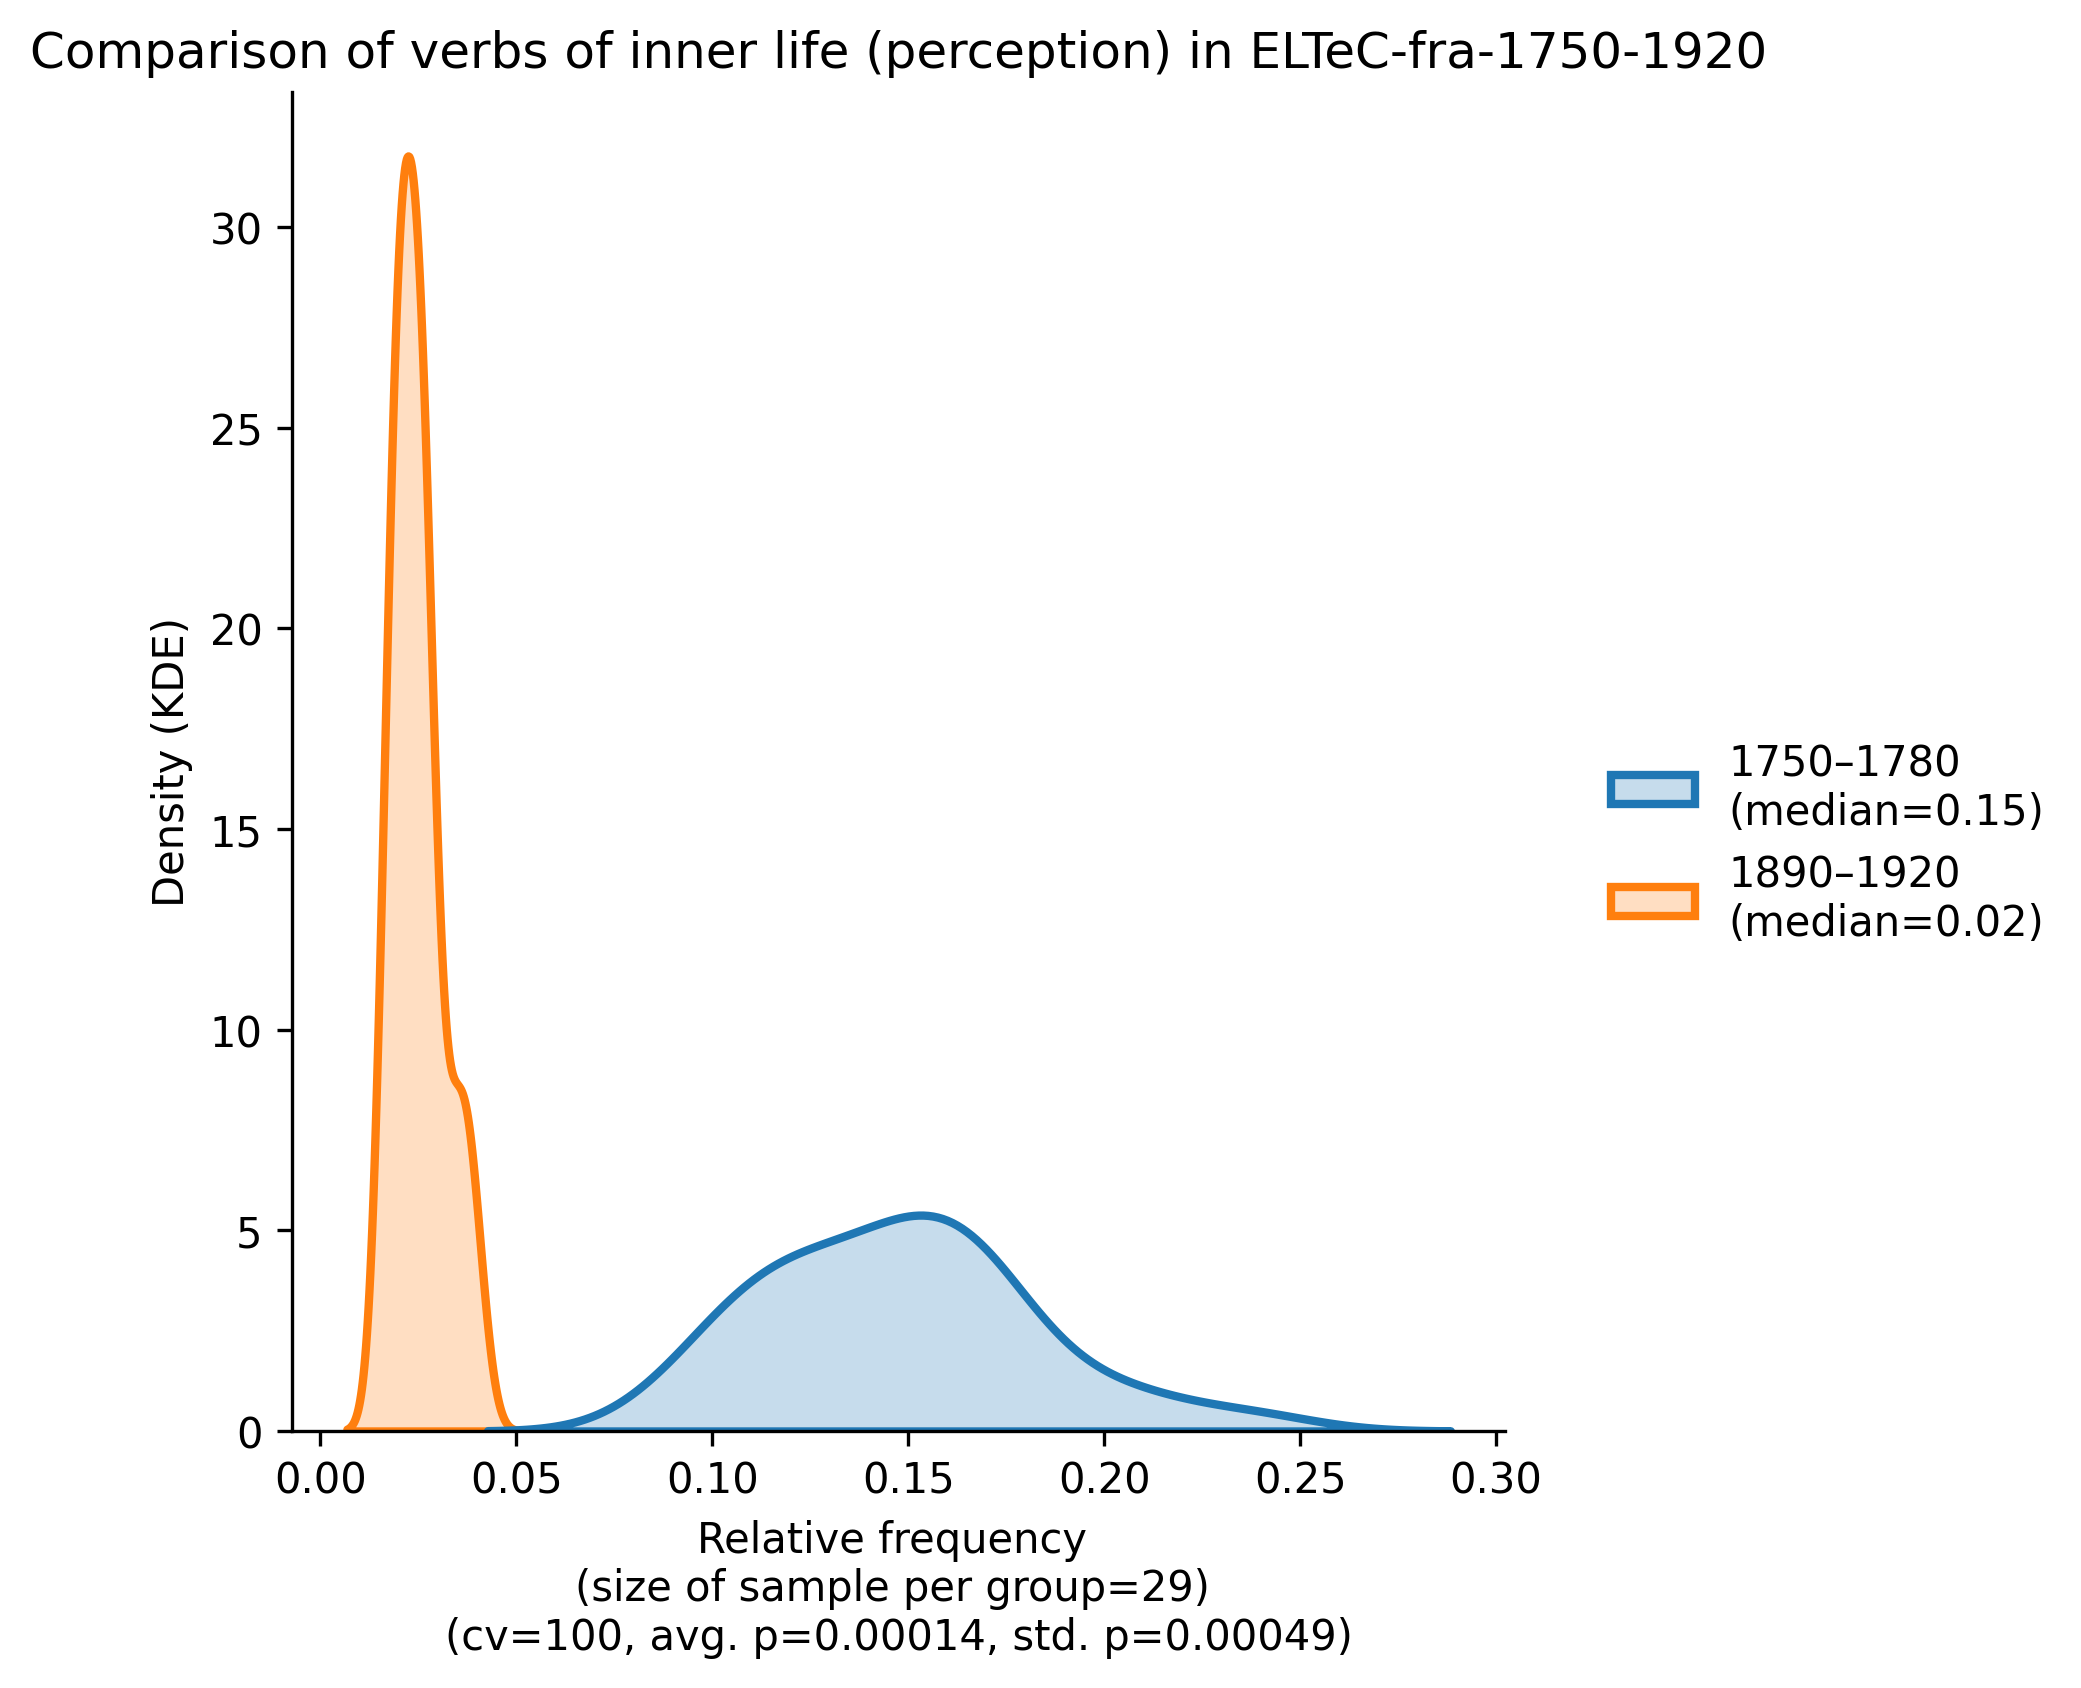 Comparison of verbs of inner life (perception) in ELTeC-fra-1750-1920
30
25
20
15
10
5
0
Density (KDE)
0.00
0.05
0.10
0.15
0.20
0.25
0.30
Relative frequency
(size of sample per group=29)
(cv=100, avg. p=0.00014, std. p=0.00049)
1750–1780
(median=0.15)
1890–1920
(median=0.02)